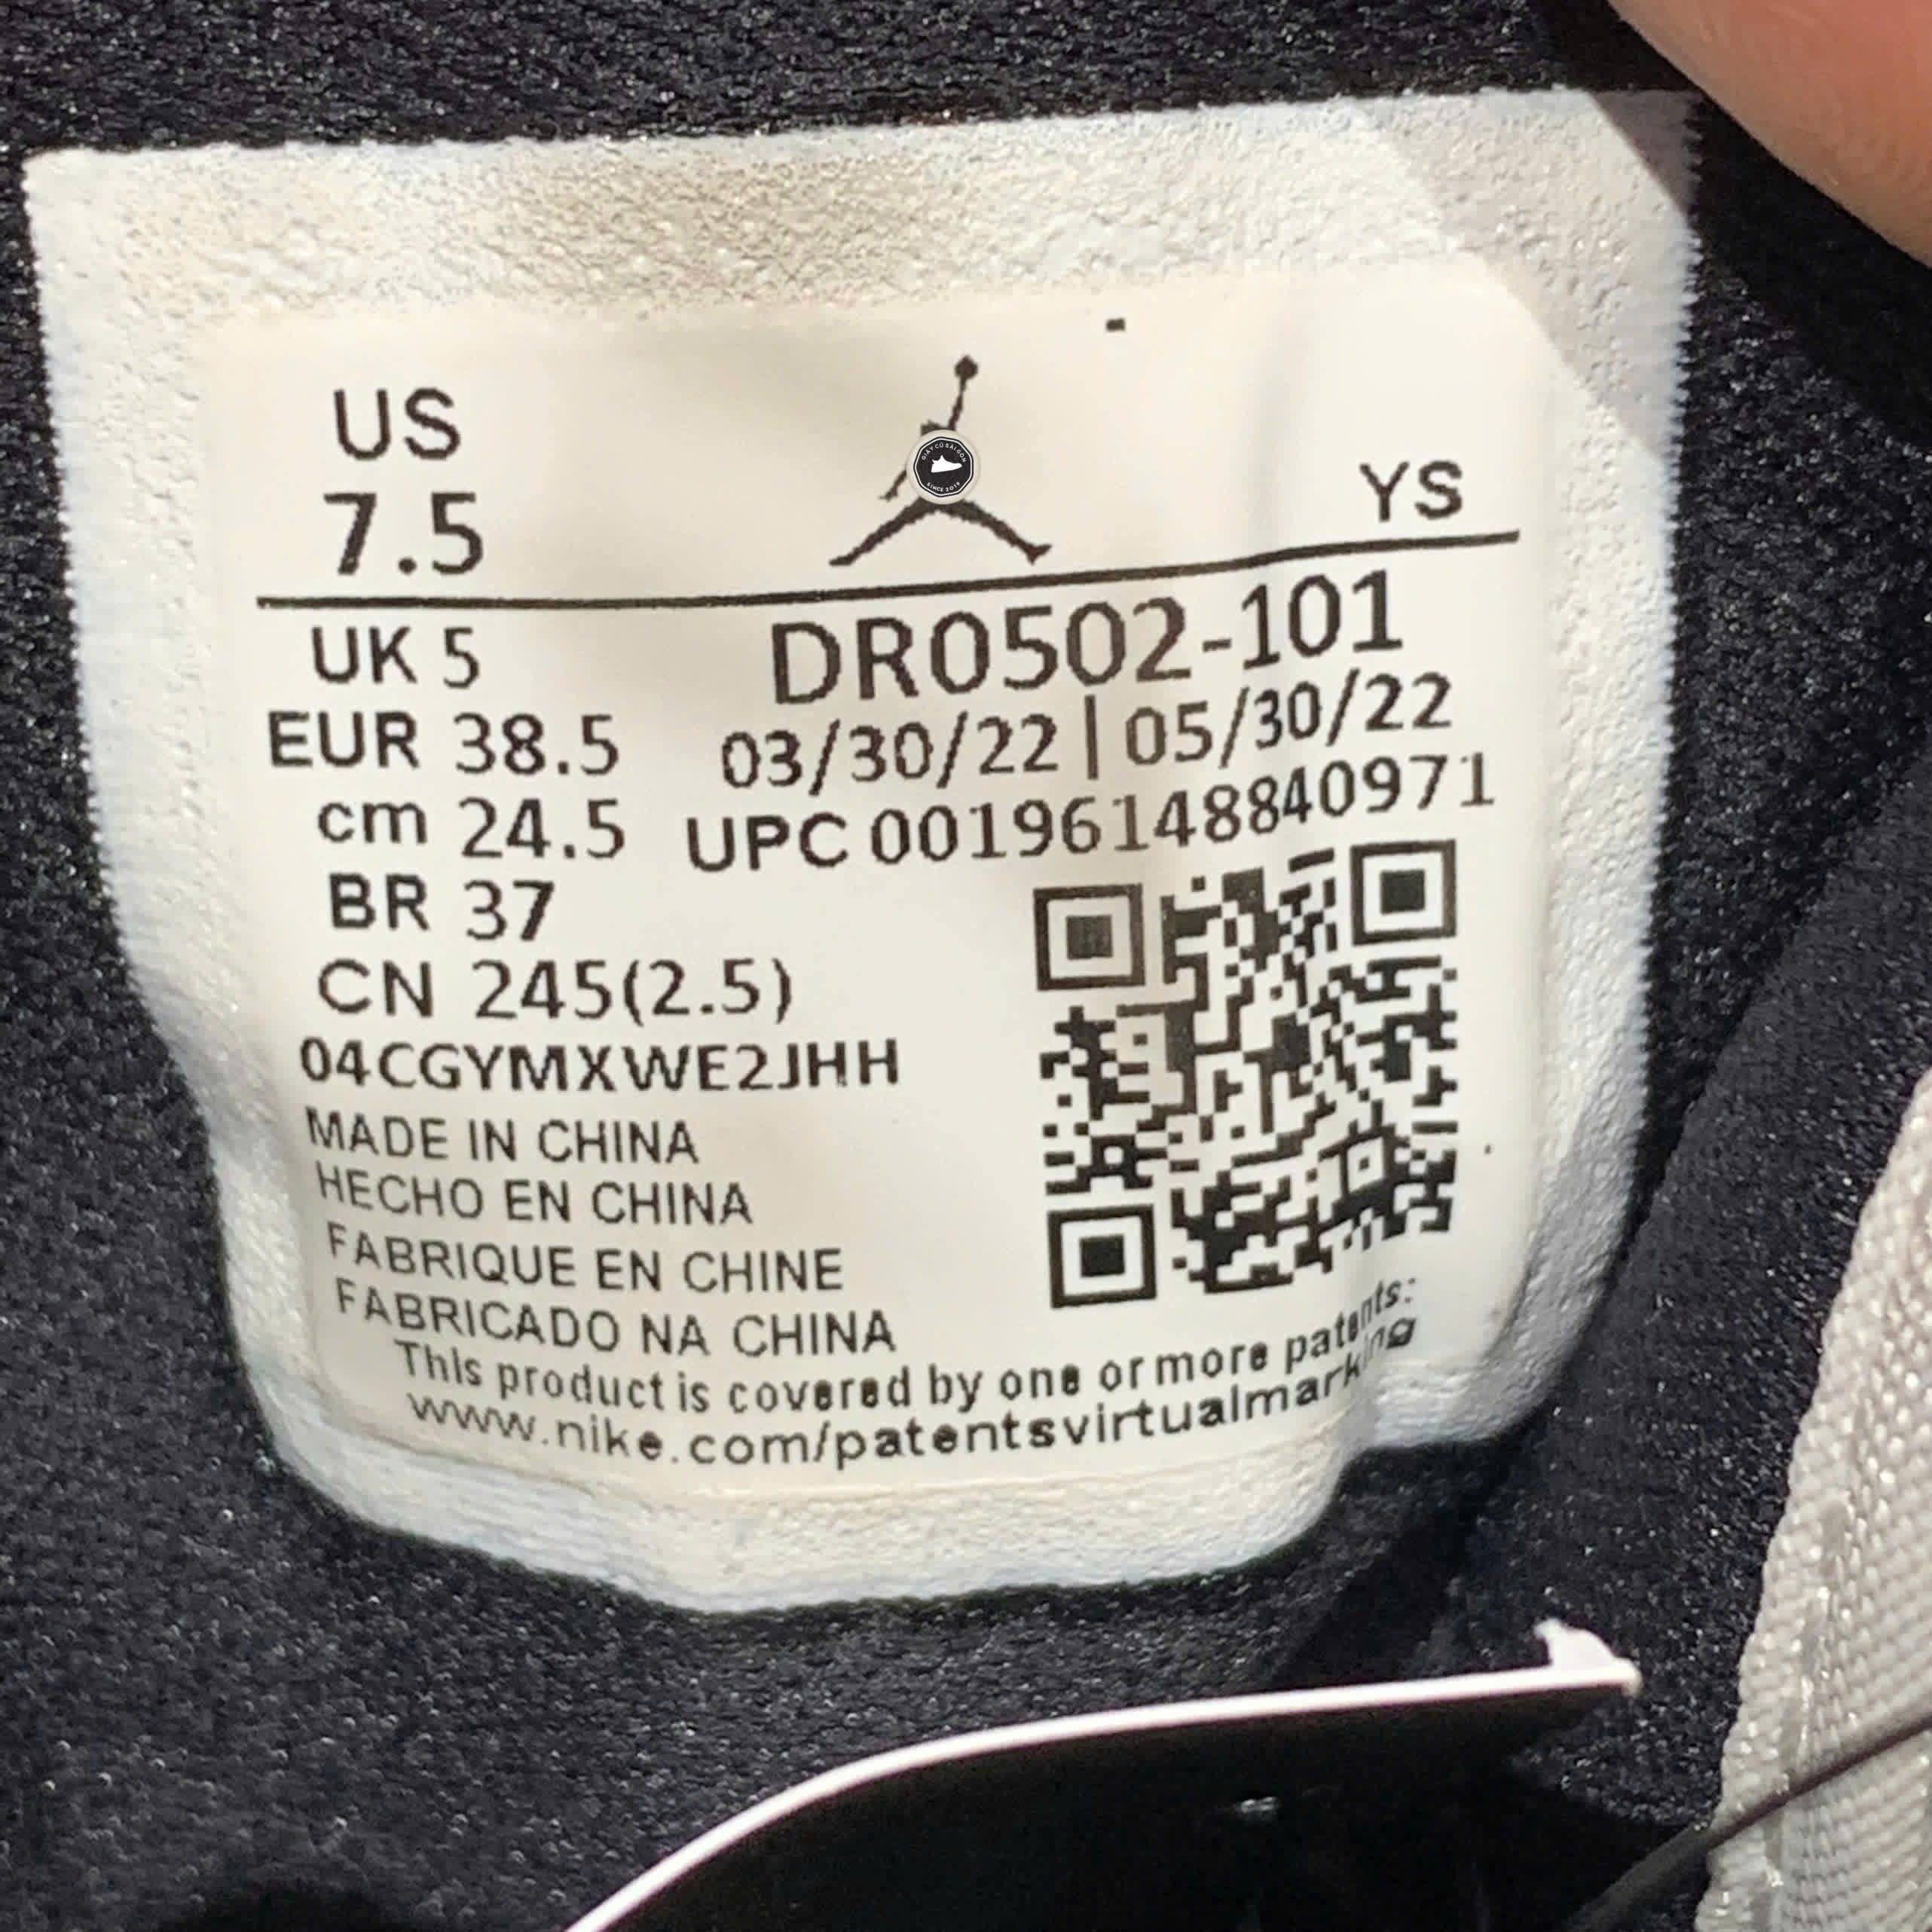 US
7.5
YS
UK 5
DR0502-101
EUR 38.5
03/30/22 | 05/30/22
cm 24.5
UPC 00196148840971
BR 37
CN 245(2.5)
04CGYMXWE2JHH
MADE IN CHINA
HECHO EN CHINA
FABRIQUE EN CHINE
FABRICADO NA CHINA
This product is covered by one or more patents:
www.nike.com/patentsvirtualmarking
SINCE 2019